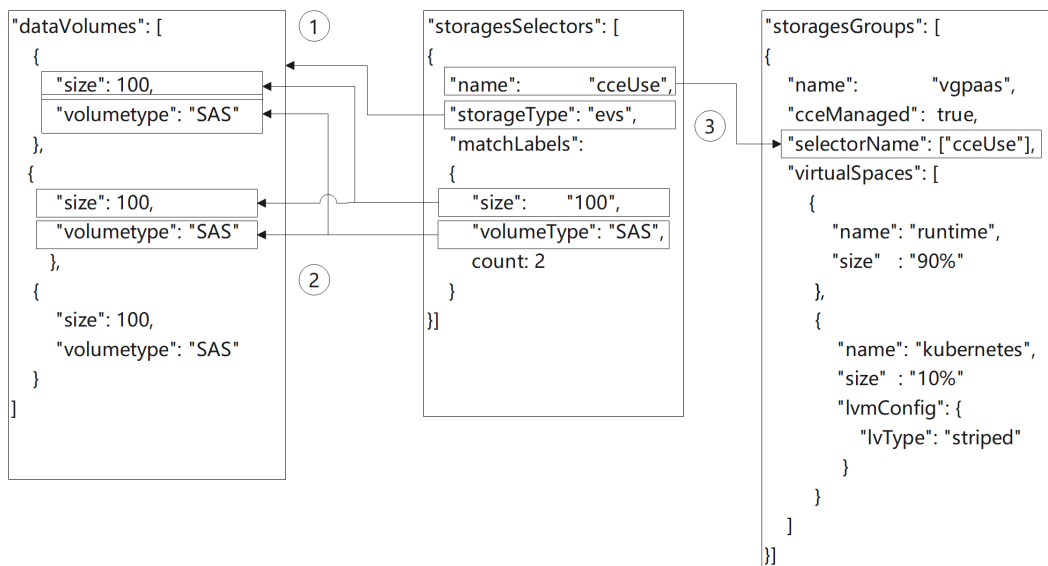 "dataVolumes": [
{
"size": 100,
"volumetype": "SAS"
},
{
"size": 100,
"volumetype": "SAS"
},
{
"size": 100,
"volumetype": "SAS"
}
]
1
2
"storagesSelectors": [
{
"name": "cceUse",
"storageType": "evs",
"matchLabels":
{
"size": "100",
"volumeType": "SAS",
count: 2
}
}]
3
"storagesGroups": [
{
"name": "vgpaas",
"cceManaged": true,
"selectorName": ["cceUse"],
"virtualSpaces": [
{
"name": "runtime",
"size" : "90%"
},
{
"name": "kubernetes",
"size" : "10%"
"lvmConfig": {
"lvType": "striped"
}
}
]
}]